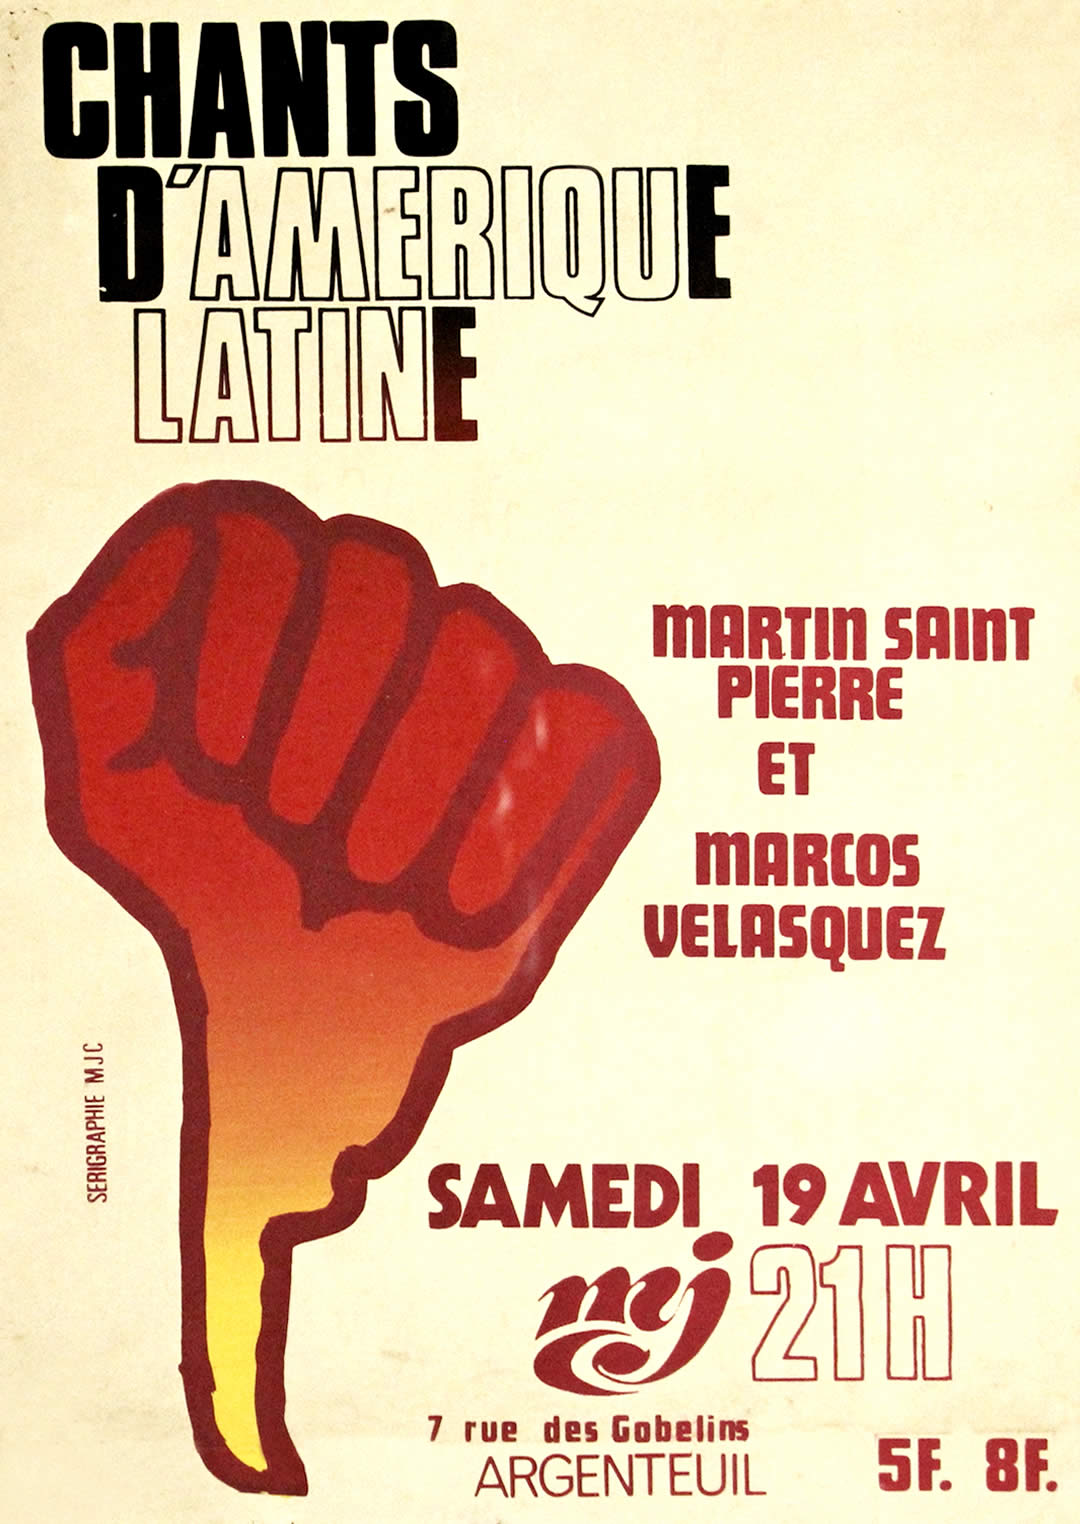 CHANTS
D'AMERIQUE
LATINE
MARTIN SAINT
PIERRE
ET
MARCOS
VELASQUEZ
SERIGRAPHIE MJC
SAMEDI 19 AVRIL
mjc 21H
7 rue des Gobelins
ARGENTEUIL
5F. 8F.